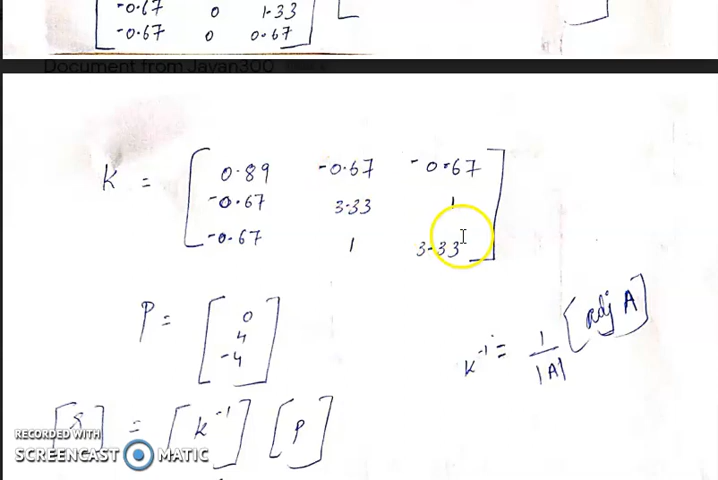 -0.67 0 1.33
-0.67 0 0.67
Document from Jayan300
K = 0.89 -0.67 -0.67
-0.67 3.33 1
-0.67 1 3.33
P = 0
4
-4
K⁻¹ = 1/|A| [adj A]
= [K⁻¹] [P]
RECORDED WITH
SCREENCAST MATIC